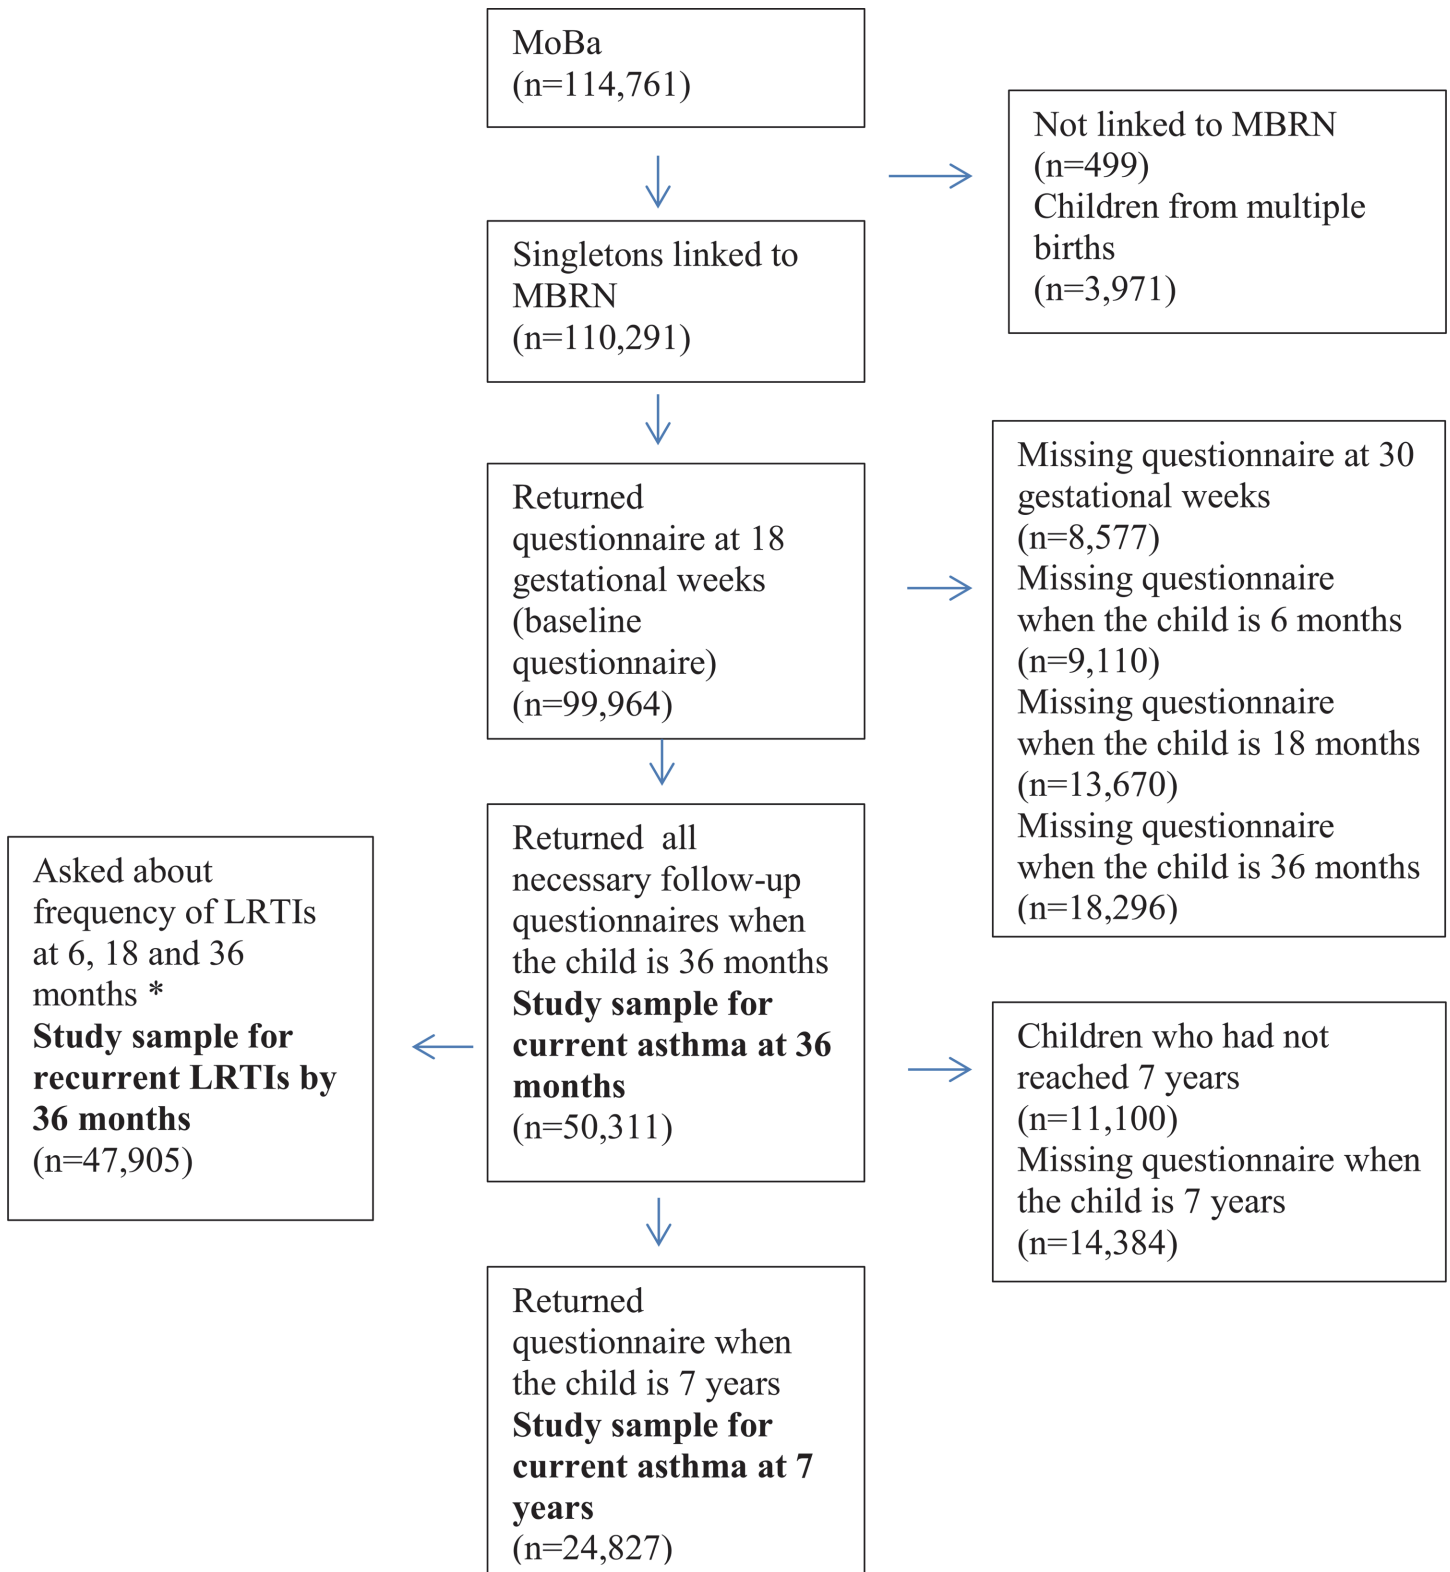 MoBa
(n=114,761)
Not linked to MBRN
(n=499)
Children from multiple
births
(n=3,971)
Singletons linked to
MBRN
(n=110,291)
Returned
questionnaire at 18
gestational weeks
(baseline
questionnaire)
(n=99,964)
Missing questionnaire at 30
gestational weeks
(n=8,577)
Missing questionnaire
when the child is 6 months
(n=9,110)
Missing questionnaire
when the child is 18 months
(n=13,670)
Missing questionnaire
when the child is 36 months
(n=18,296)
Asked about
frequency of LRTIs
at 6, 18 and 36
months *
Study sample for
recurrent LRTIs by
36 months
(n=47,905)
Returned  all
necessary follow-up
questionnaires when
the child is 36 months
Study sample for
current asthma at 36
months
(n=50,311)
Children who had not
reached 7 years
(n=11,100)
Missing questionnaire when
the child is 7 years
(n=14,384)
Returned
questionnaire when
the child is 7 years
Study sample for
current asthma at 7
years
(n=24,827)